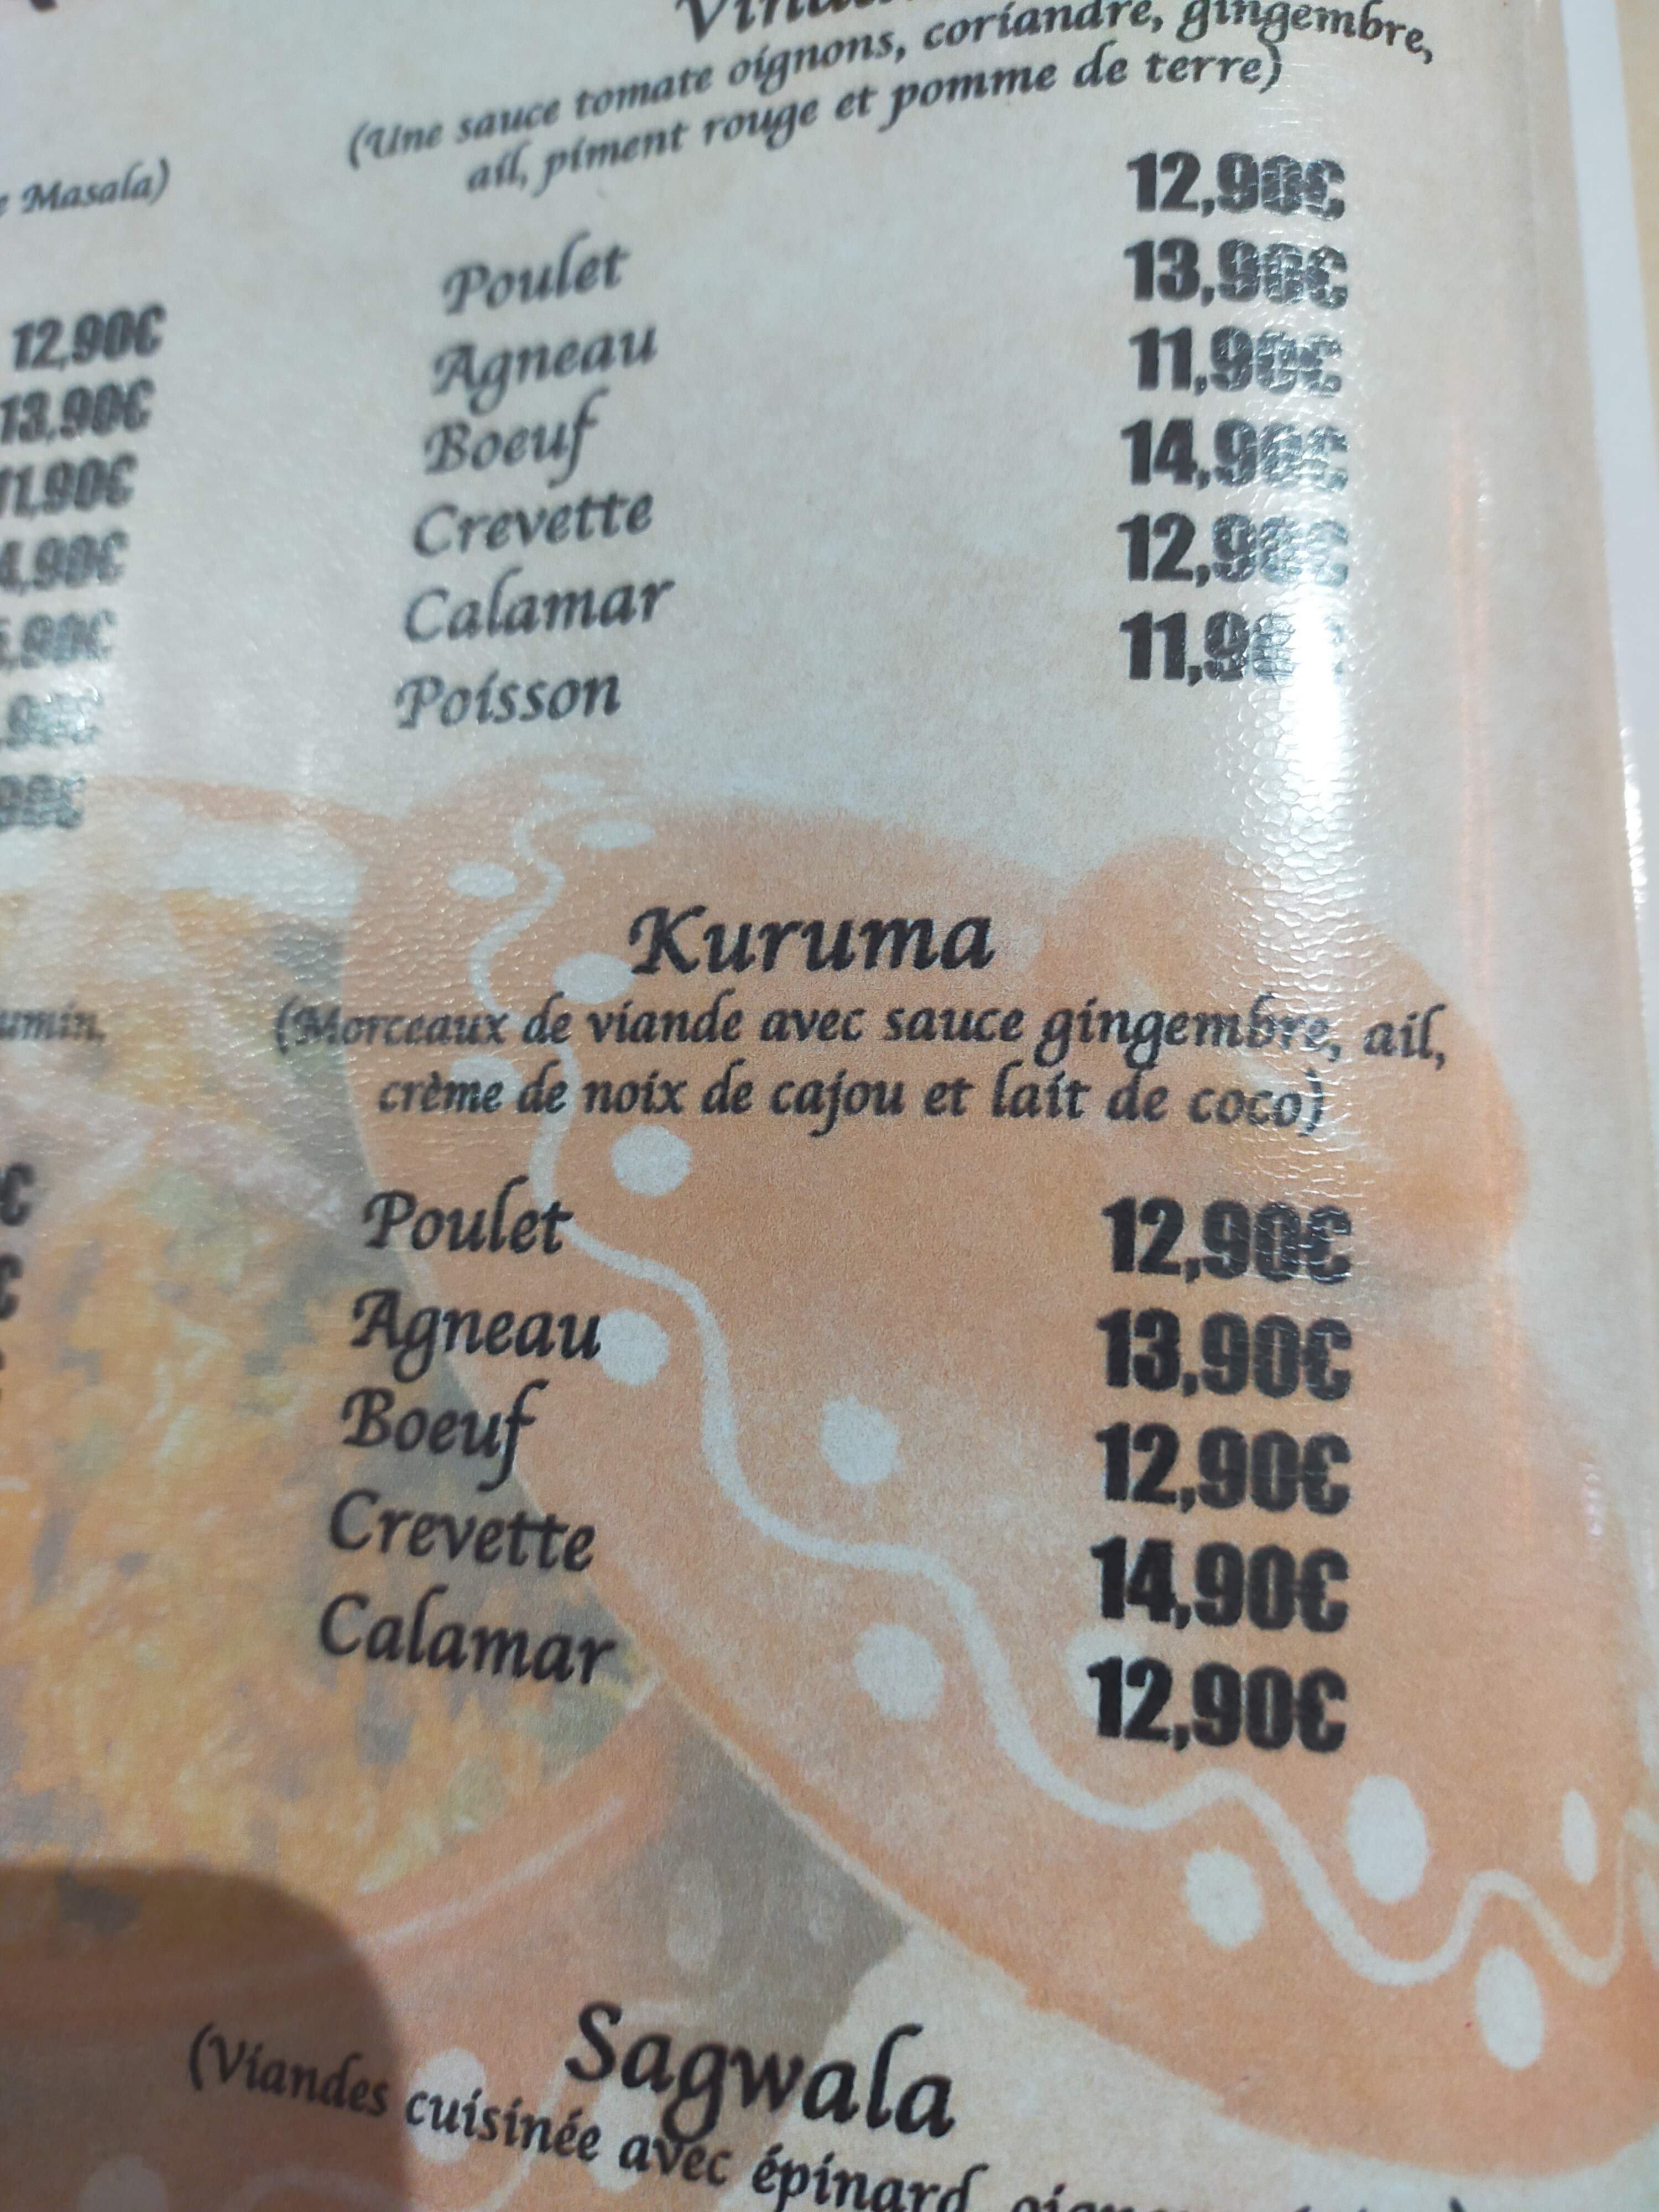 (Une sauce tomate oignons, coriandre, gingembre,
ail, piment rouge et pomme de terre)
Poulet 12,90€
Agneau 13,90€
Boeuf 11,90€
Crevette 14,90€
Calamar 12,90€
Poisson
Masala)
12,90€
13,90€
11,90€
Kuruma
(Morceaux de viande avec sauce gingembre, ail,
crème de noix de cajou et lait de coco)
Poulet 12,90€
Agneau 13,90€
Boeuf 12,90€
Crevette 14,90€
Calamar 12,90€
Sagwala
(Viandes cuisinée avec épinard,